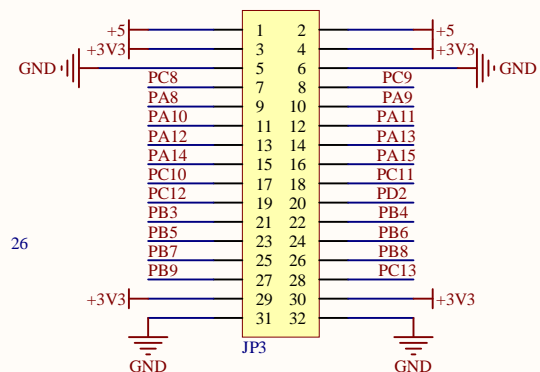 +5 1 2 +5
+3V3 3 4 +3V3
GND 5 6 GND
PC8 7 8 PC9
PA8 9 10 PA9
PA10 11 12 PA11
PA12 13 14 PA13
PA14 15 16 PA15
PC10 17 18 PC11
PC12 19 20 PD2
PB3 21 22 PB4
26 PB5 23 24 PB6
PB7 25 26 PB8
PB9 27 28 PC13
+3V3 29 30 +3V3
31 32
JP3
GND GND